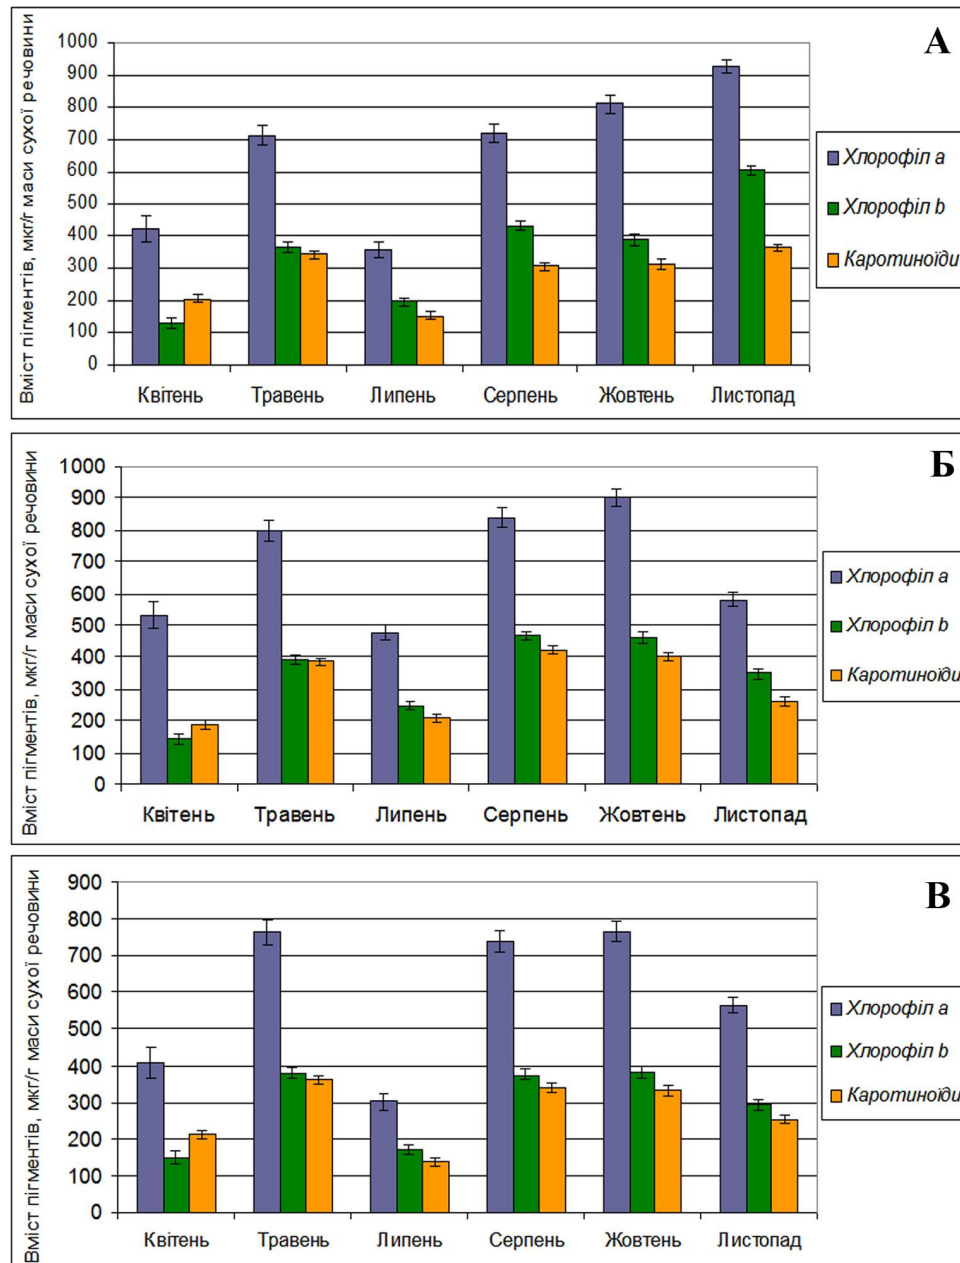 А
Вміст пігментів, мкг/г маси сухої речовини
1000
900
800
700
600
500
400
300
200
100
0
Квітень Травень Липень Серпень Жовтень Листопад
Хлорофіл a
Хлорофіл b
Каротиноїди
Б
Вміст пігментів, мкг/г маси сухої речовини
1000
900
800
700
600
500
400
300
200
100
0
Квітень Травень Липень Серпень Жовтень Листопад
Хлорофіл a
Хлорофіл b
Каротиноїди
В
Вміст пігментів, мкг/г маси сухої речовини
900
800
700
600
500
400
300
200
100
0
Квітень Травень Липень Серпень Жовтень Листопад
Хлорофіл a
Хлорофіл b
Каротиноїди